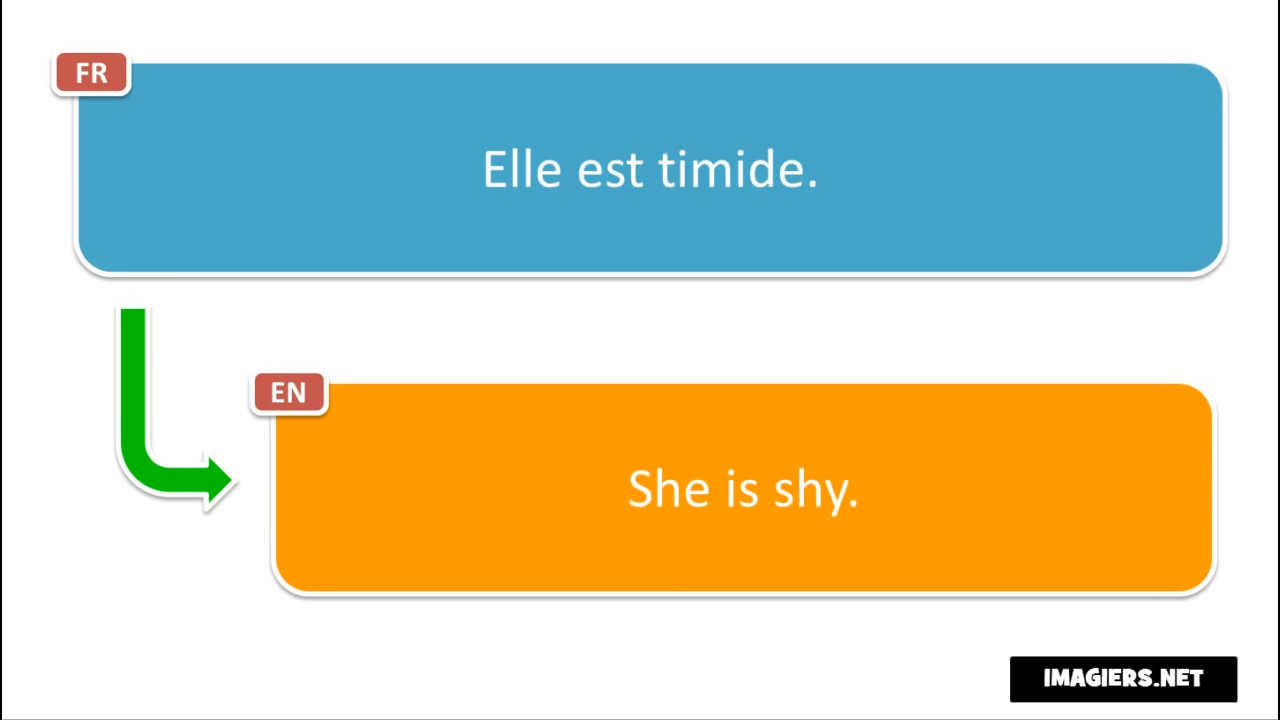 FR
Elle est timide.
EN
She is shy.
IMAGIERS.NET